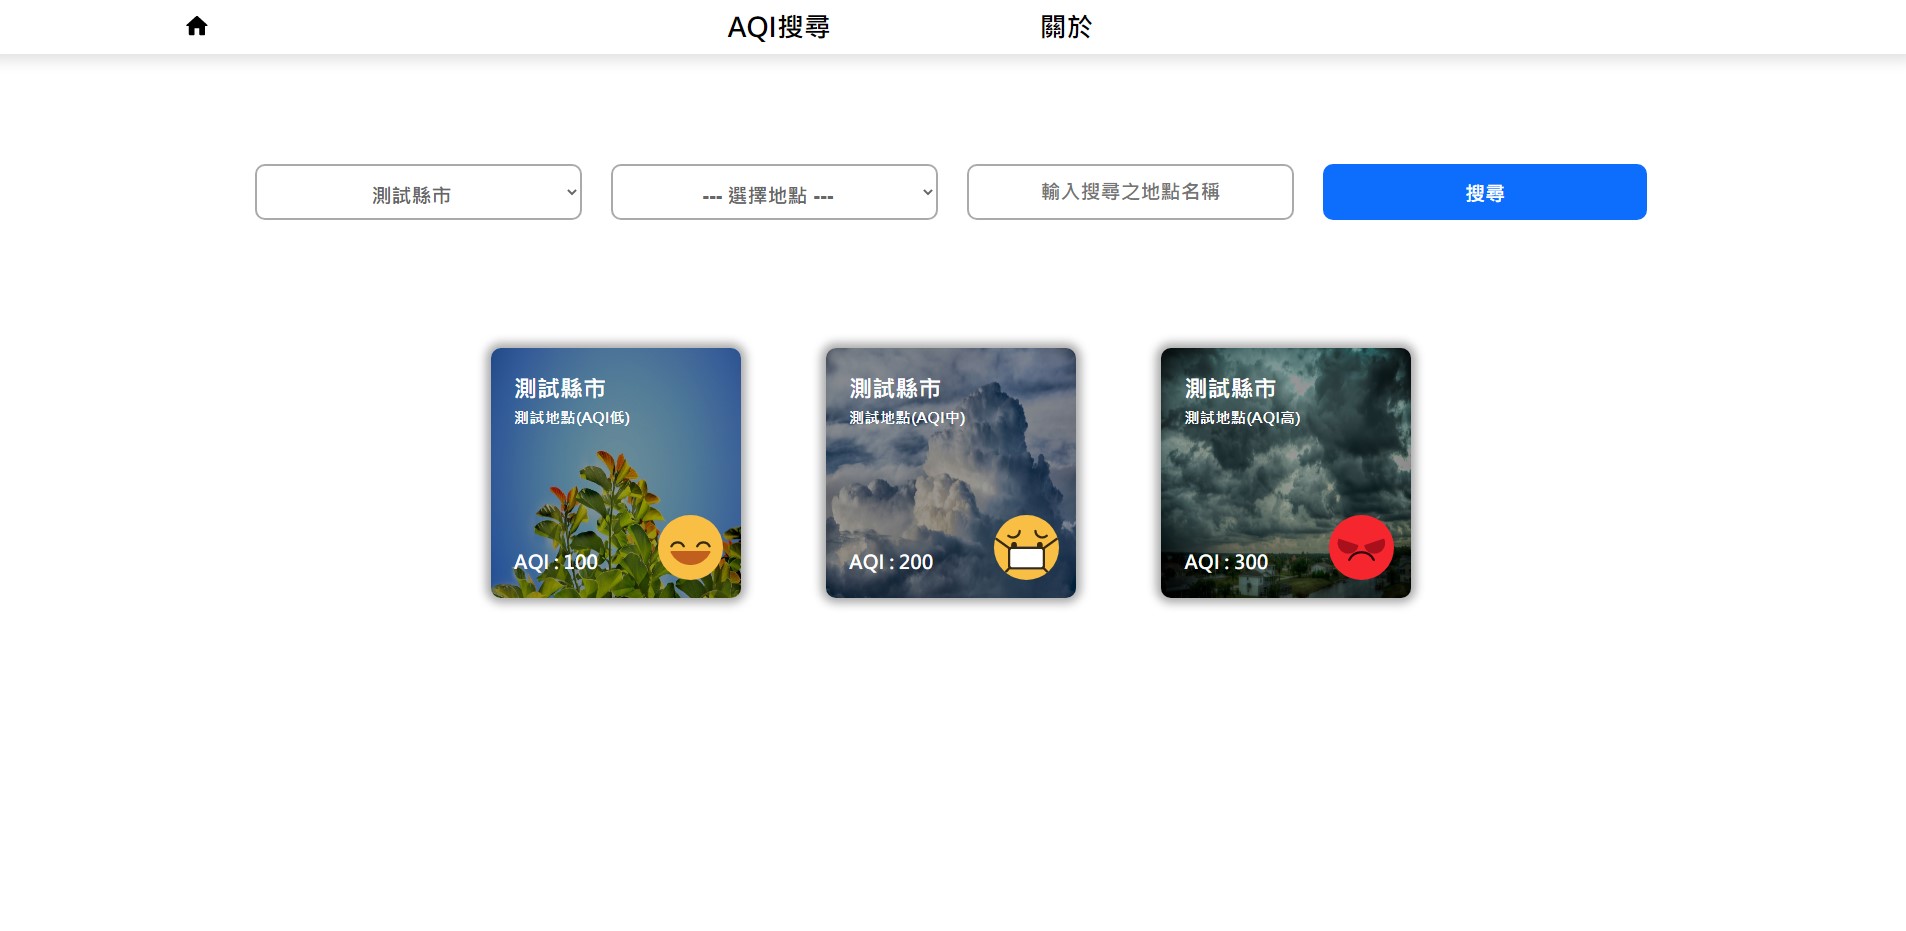 AQI搜尋
關於
測試縣市
--- 選擇地點 ---
輸入搜尋之地點名稱
搜尋
測試縣市
測試地點(AQI低)
AQI : 100
測試縣市
測試地點(AQI中)
AQI : 200
測試縣市
測試地點(AQI高)
AQI : 300